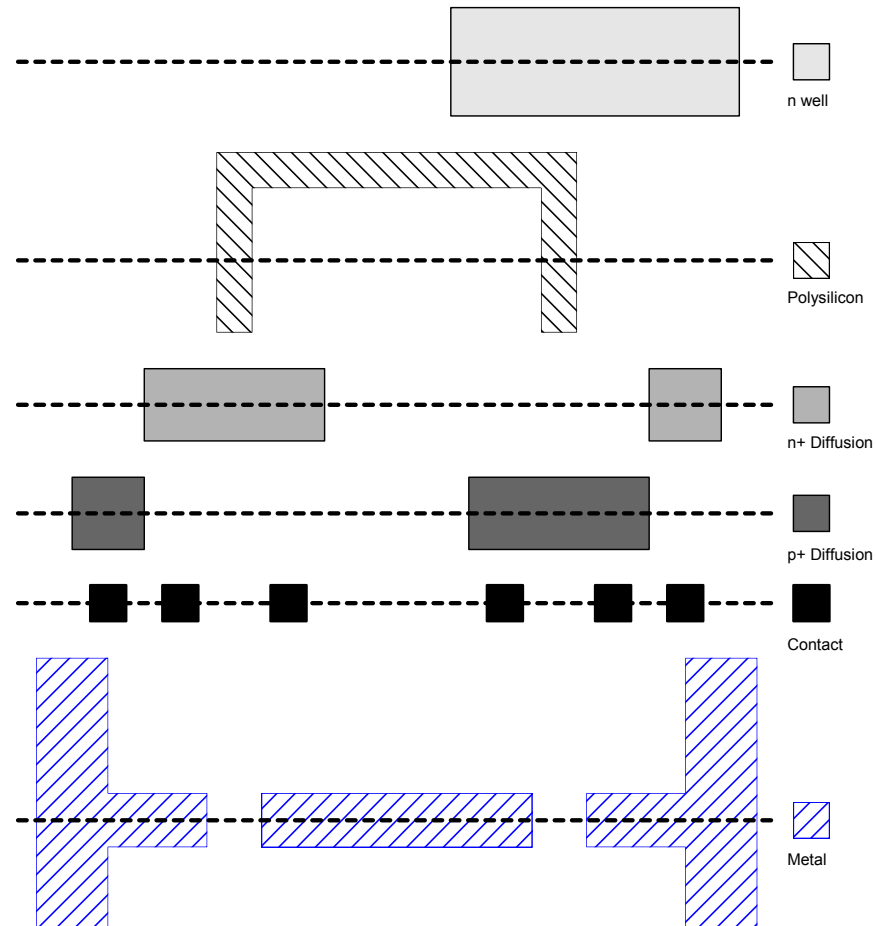 n well
Polysilicon
n+ Diffusion
p+ Diffusion
Contact
Metal